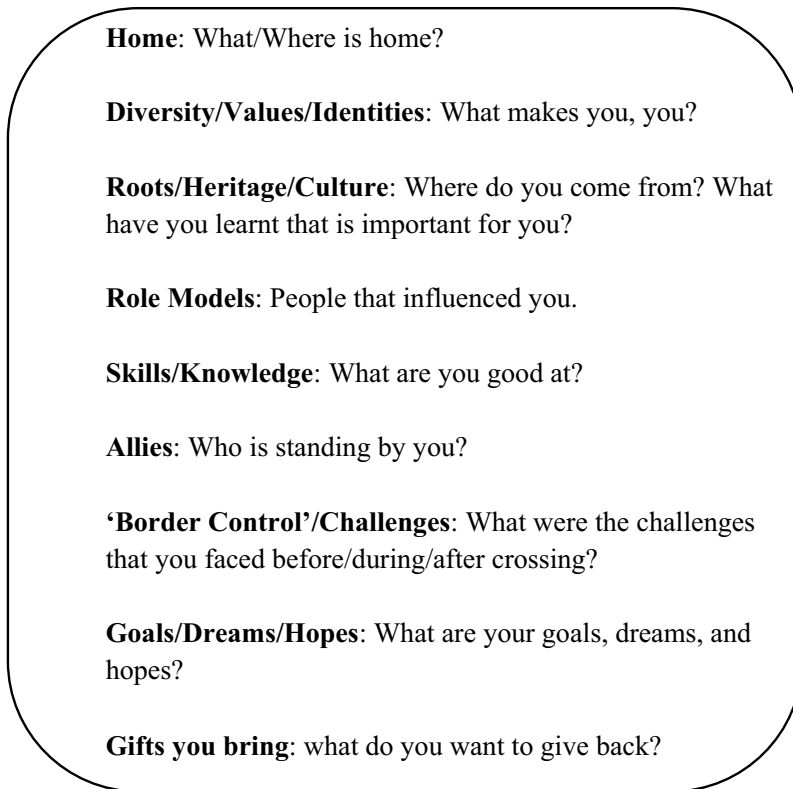 Home: What/Where is home?
Diversity/Values/Identities: What makes you, you?
Roots/Heritage/Culture: Where do you come from? What
have you learnt that is important for you?
Role Models: People that influenced you.
Skills/Knowledge: What are you good at?
Allies: Who is standing by you?
‘Border Control’/Challenges: What were the challenges
that you faced before/during/after crossing?
Goals/Dreams/Hopes: What are your goals, dreams, and
hopes?
Gifts you bring: what do you want to give back?